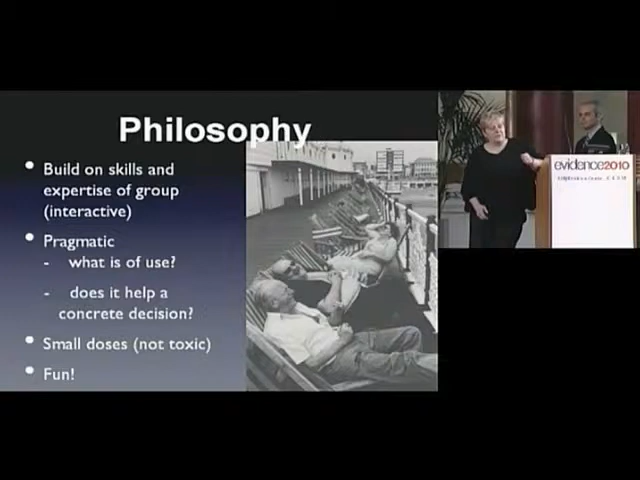 Philosophy
• Build on skills and
expertise of group
(interactive)
• Pragmatic
- what is of use?
- does it help a
concrete decision?
• Small doses (not toxic)
• Fun!
evidence2010